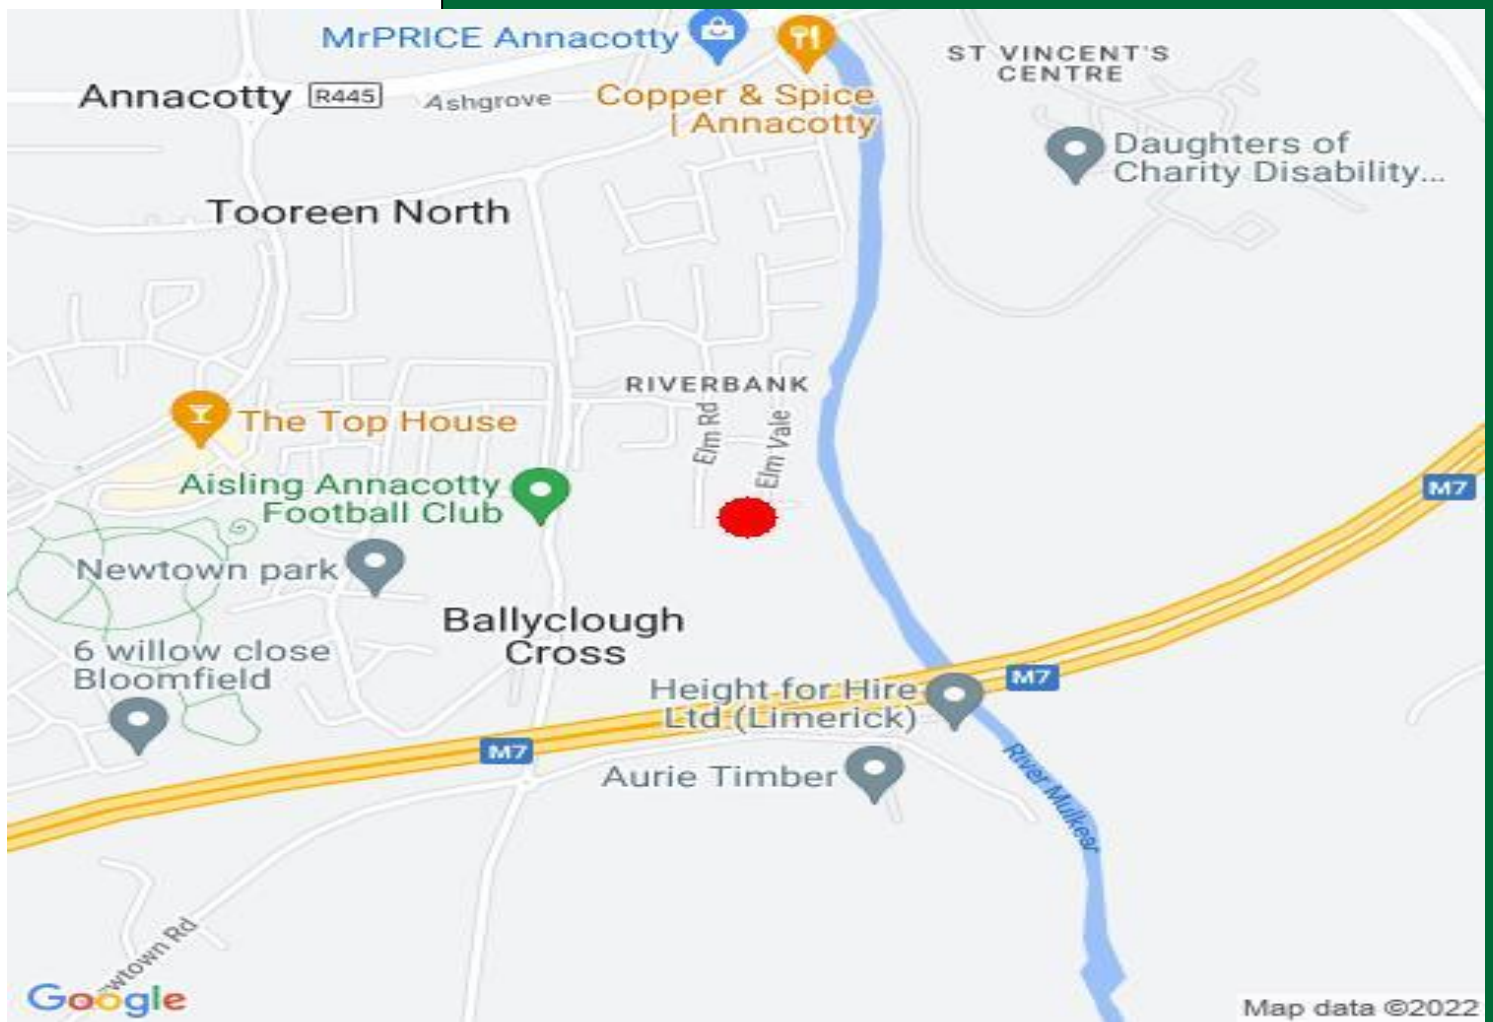 MrPRICE Annacotty
ST VINCENT'S
CENTRE
Annacotty
R445
Ashgrove
Copper & Spice
| Annacotty
Daughters of
Charity Disability...
Tooreen North
RIVERBANK
Elm Rd
Elm Vale
The Top House
Aisling Annacotty
Football Club
M7
Newtown park
Ballyclough
Cross
6 willow close
Bloomfield
Height for Hire
Ltd (Limerick)
M7
M7
Aurie Timber
River Mulkear
wtown Rd
Google
Map data ©2022